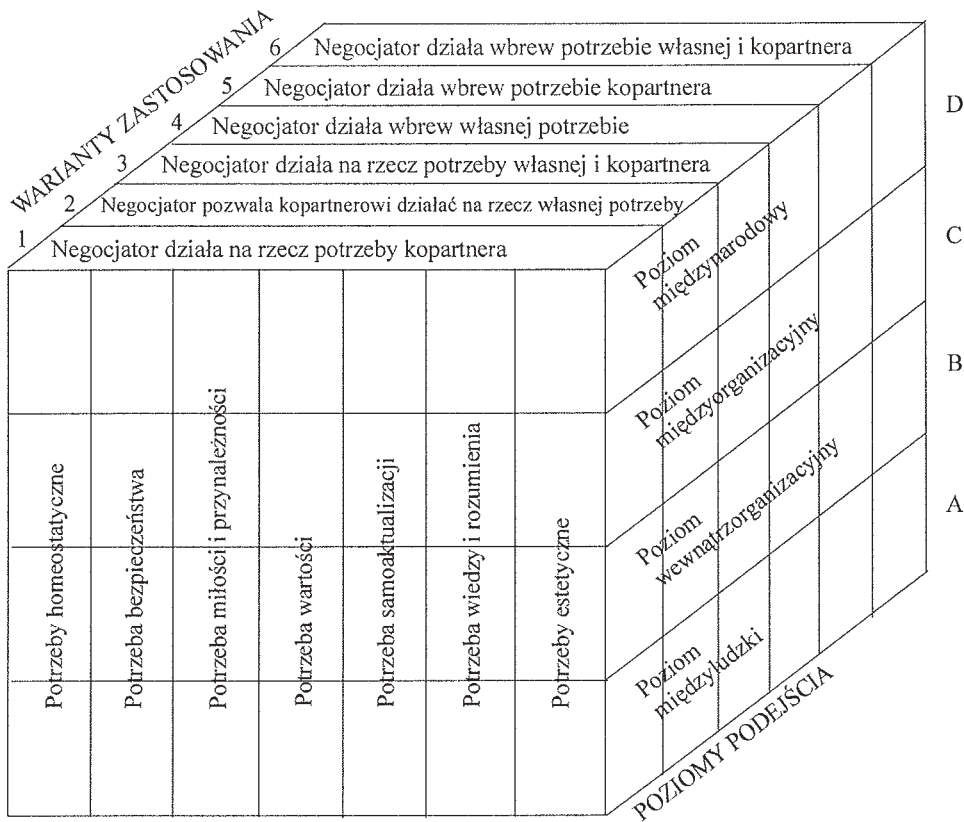 WARIANTY ZASTOSOWANIA
6 Negocjator działa wbrew potrzebie własnej i kopartnera
5 Negocjator działa wbrew potrzebie kopartnera
4 Negocjator działa wbrew własnej potrzebie
3 Negocjator działa na rzecz potrzeby własnej i kopartnera
2 Negocjator pozwala kopartnerowi działać na rzecz własnej potrzeby
1 Negocjator działa na rzecz potrzeby kopartnera
Potrzeby homeostatyczne
Potrzeba bezpieczeństwa
Potrzeba miłości i przynależności
Potrzeba wartości
Potrzeba samoaktualizacji
Potrzeba wiedzy i rozumienia
Potrzeby estetyczne
Poziom
międzynarodowy
Poziom
międzyorganizacyjny
Poziom
wewnątrzorganizacyjny
Poziom
międzyludzki
D
C
B
A
POZIOMY PODEJŚCIA